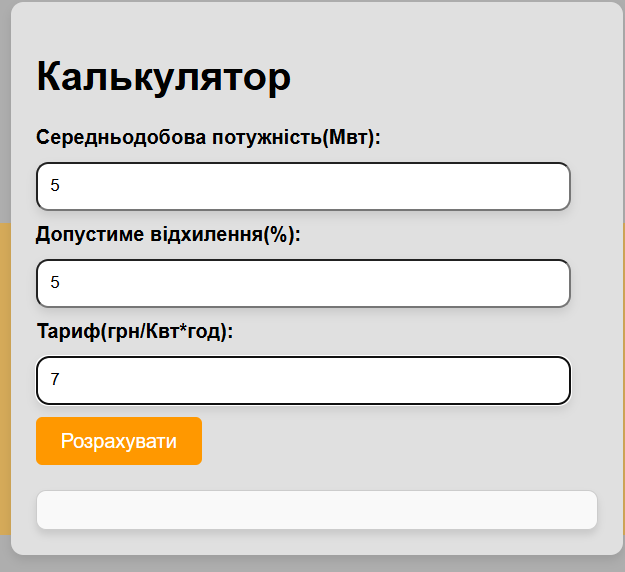 Калькулятор
Середньодобова потужність(Мвт):
5
Допустиме відхилення(%):
5
Тариф(грн/Квт*год):
7
Розрахувати